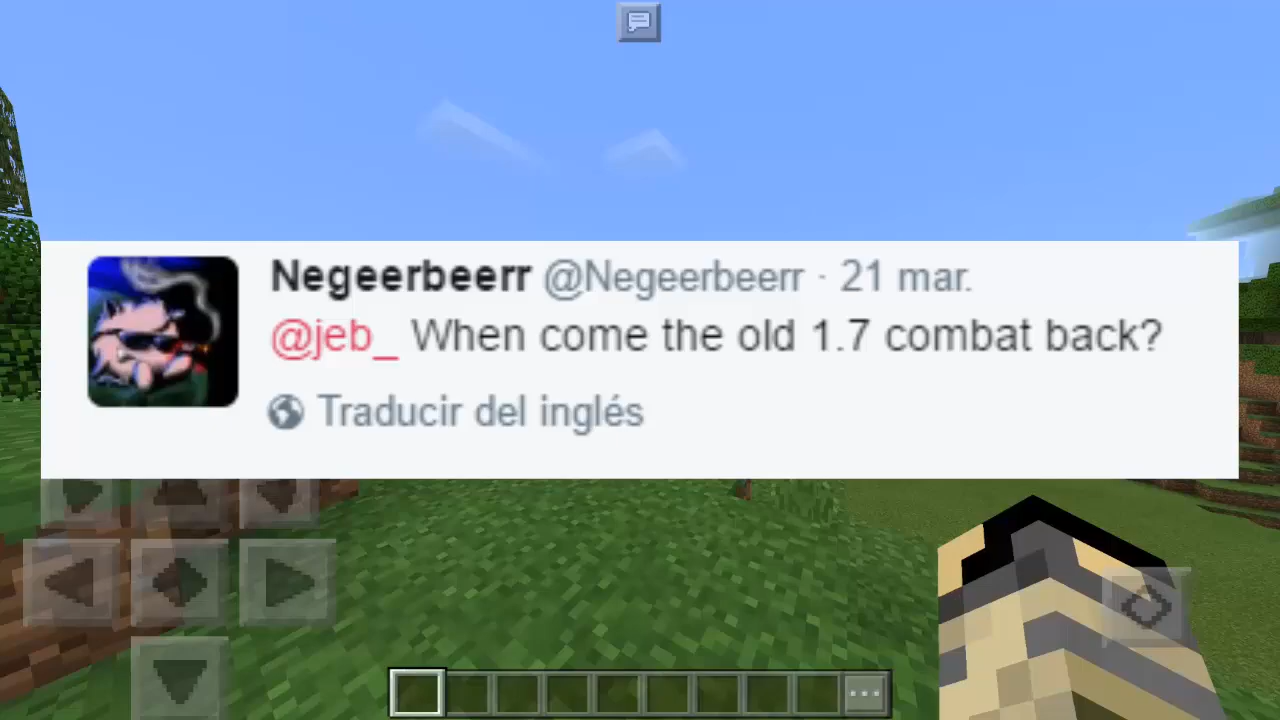 Negeerbeerr @Negeerbeerr · 21 mar.
@jeb_ When come the old 1.7 combat back?
Traducir del inglés